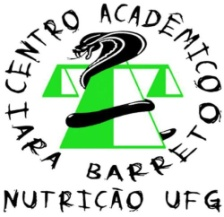 CENTRO ACADÊMICO
IARA BARRETO
NUTRIÇÃO UFG